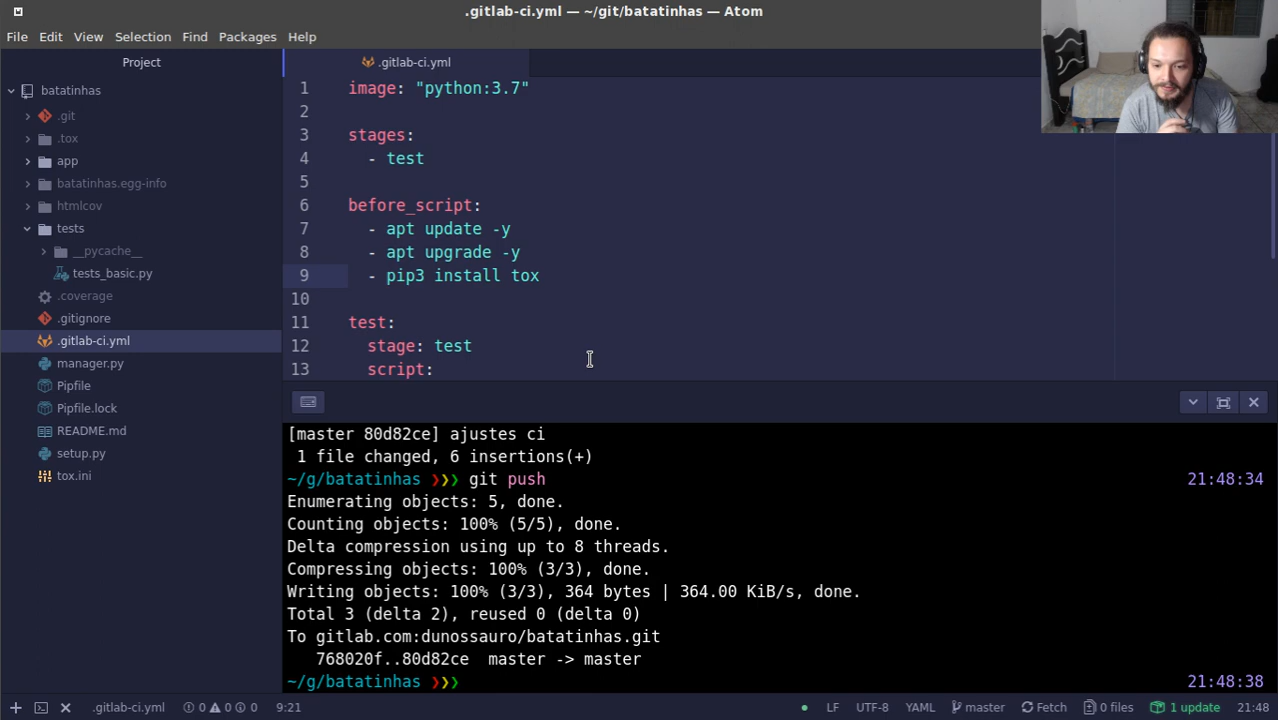 .gitlab-ci.yml — ~/git/batatinhas — Atom
File Edit View Selection Find Packages Help
Project
batatinhas
.git
.tox
app
batatinhas.egg-info
htmlcov
tests
__pycache__
tests_basic.py
.coverage
.gitignore
.gitlab-ci.yml
manager.py
Pipfile
Pipfile.lock
README.md
setup.py
tox.ini
.gitlab-ci.yml
1 image: "python:3.7"
2
3 stages:
4   - test
5
6 before_script:
7   - apt update -y
8   - apt upgrade -y
9   - pip3 install tox
10
11 test:
12   stage: test
13   script:
[master 80d82ce] ajustes ci
 1 file changed, 6 insertions(+)
~/g/batatinhas ❯❯❯ git push 21:48:34
Enumerating objects: 5, done.
Counting objects: 100% (5/5), done.
Delta compression using up to 8 threads.
Compressing objects: 100% (3/3), done.
Writing objects: 100% (3/3), 364 bytes | 364.00 KiB/s, done.
Total 3 (delta 2), reused 0 (delta 0)
To gitlab.com:dunossauro/batatinhas.git
   768020f..80d82ce  master -> master
~/g/batatinhas ❯❯❯ 21:48:38
.gitlab-ci.yml 0 0 0 9:21 LF UTF-8 YAML master Fetch 0 files 1 update 21:48